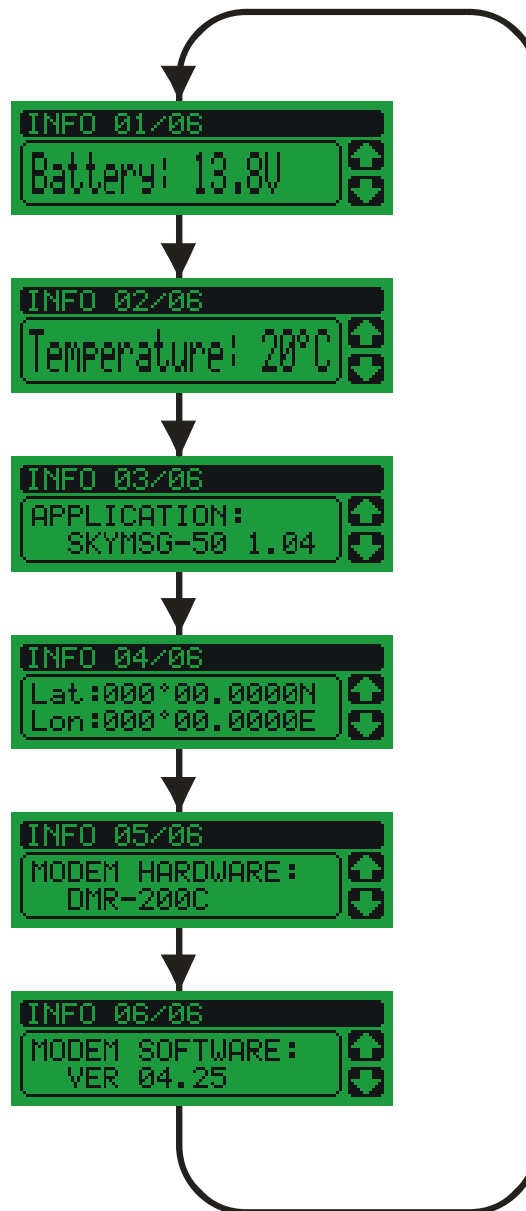 INFO 01/06
Battery: 13.8V
INFO 02/06
Temperature: 20°C
INFO 03/06
APPLICATION:
SKYMSG-50 1.04
INFO 04/06
Lat:000°00.0000N
Lon:000°00.0000E
INFO 05/06
MODEM HARDWARE:
DMR-200C
INFO 06/06
MODEM SOFTWARE:
VER 04.25